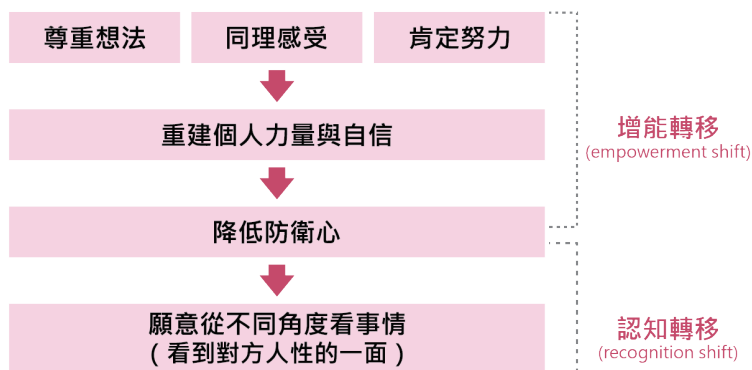 尊重想法
同理感受
肯定努力
重建個人力量與自信
增能轉移
(empowerment shift)
降低防衛心
願意從不同角度看事情
(看到對方人性的一面)
認知轉移
(recognition shift)